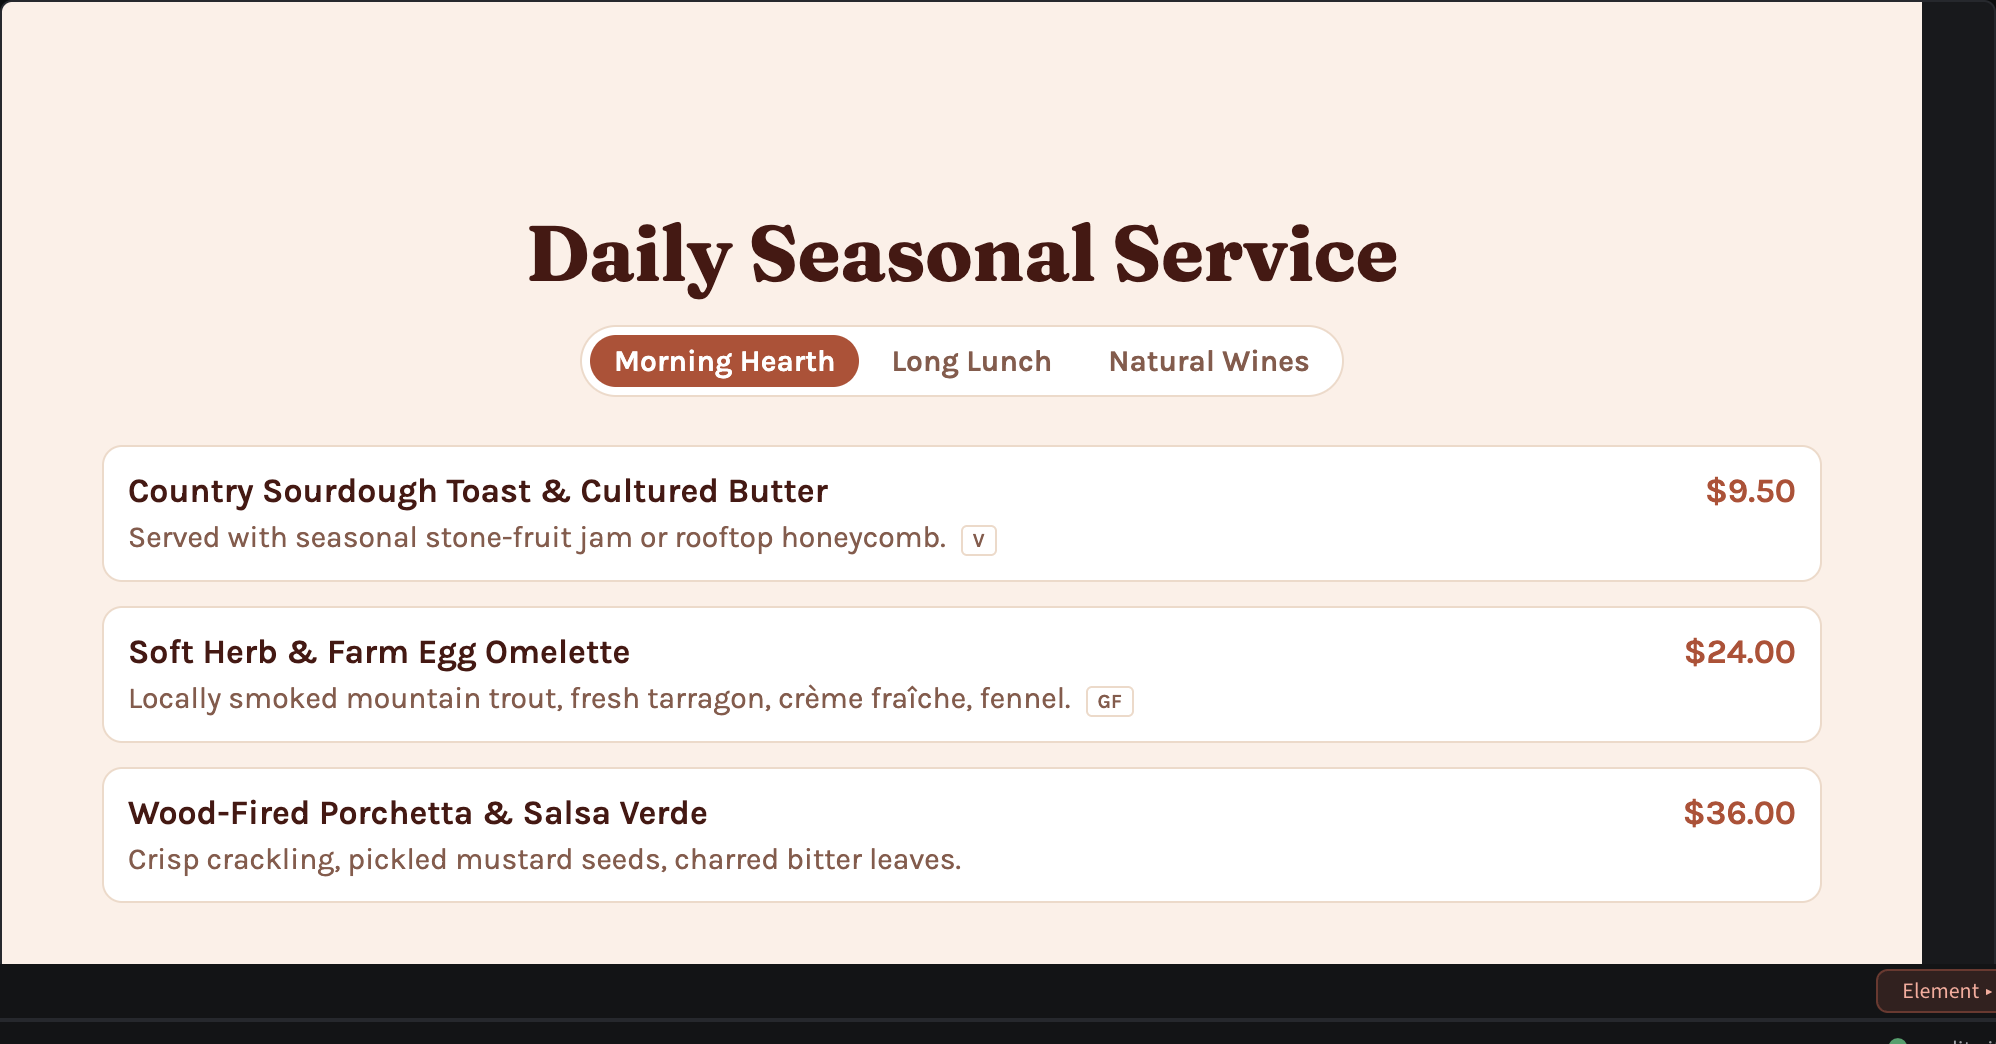 Daily Seasonal Service
Morning Hearth Long Lunch Natural Wines
Country Sourdough Toast & Cultured Butter $9.50
Served with seasonal stone-fruit jam or rooftop honeycomb. V
Soft Herb & Farm Egg Omelette $24.00
Locally smoked mountain trout, fresh tarragon, crème fraîche, fennel. GF
Wood-Fired Porchetta & Salsa Verde $36.00
Crisp crackling, pickled mustard seeds, charred bitter leaves.
Element ▸